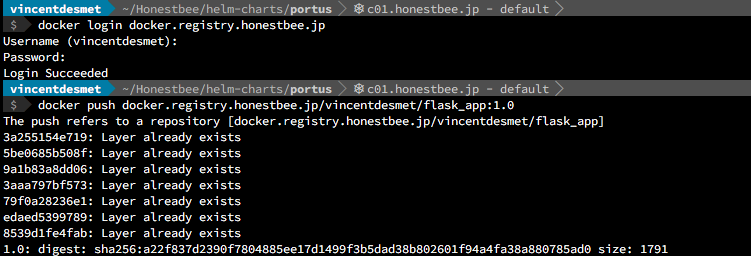 vincentdesmet ~/Honestbee/helm-charts/portus ⎈ c01.honestbee.jp - default
$ docker login docker.registry.honestbee.jp
Username (vincentdesmet):
Password:
Login Succeeded
vincentdesmet ~/Honestbee/helm-charts/portus ⎈ c01.honestbee.jp - default
$ docker push docker.registry.honestbee.jp/vincentdesmet/flask_app:1.0
The push refers to a repository [docker.registry.honestbee.jp/vincentdesmet/flask_app]
3a255154e719: Layer already exists
5be0685b508f: Layer already exists
9a1b83a8dd06: Layer already exists
3aaa797bf573: Layer already exists
79f0a28236e1: Layer already exists
edaed5399789: Layer already exists
8539d1fe4fab: Layer already exists
1.0: digest: sha256:a22f837d2390f7804885ee17d1499f3b5dad38b802601f94a4fa38a880785ad0 size: 1791